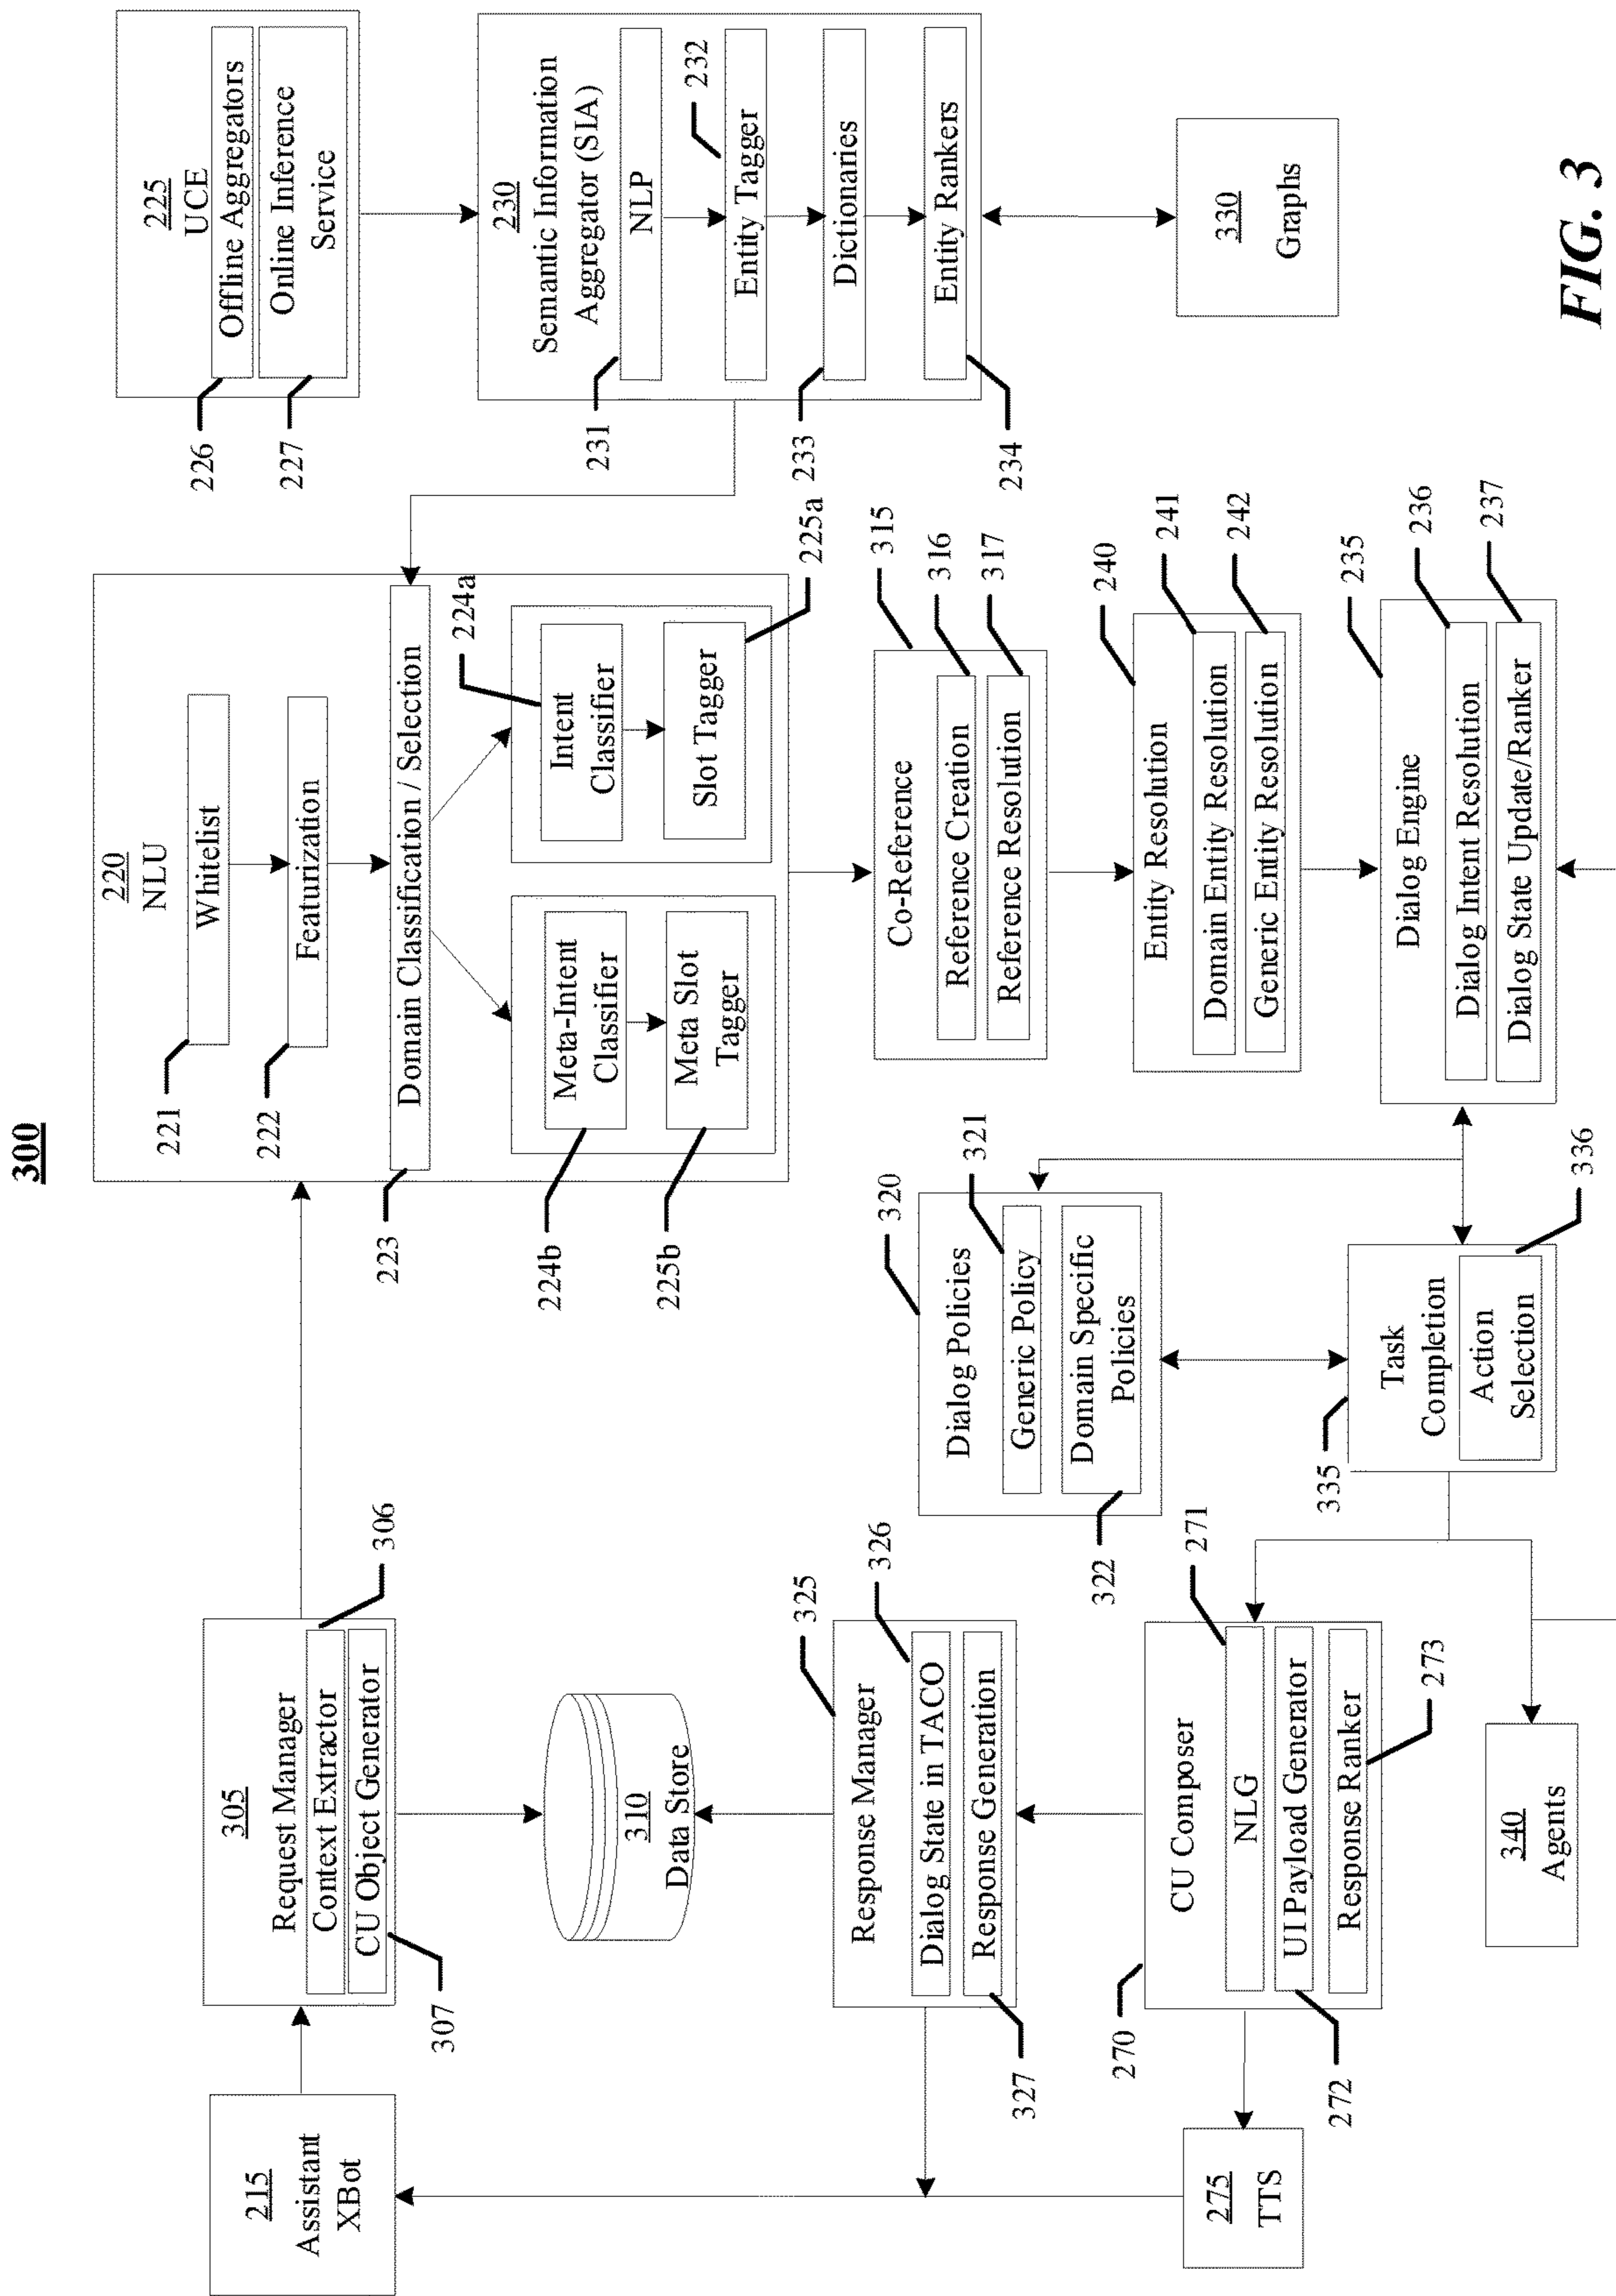 300
215
Assistant
XBot
305
Request Manager
Context Extractor
CU Object Generator
306
307
310
Data Store
220
NLU
Whitelist
221
Featurization
222
Domain Classification / Selection
223
Meta-Intent
Classifier
224b
Meta Slot
Tagger
225b
Intent
Classifier
224a
Slot Tagger
225a
225
UCE
Offline Aggregators
226
Online Inference
Service
227
230
Semantic Information
Aggregator (SIA)
NLP
231
Entity Tagger
232
Dictionaries
233
Entity Rankers
234
330
Graphs
Co-Reference
315
Reference Creation
316
Reference Resolution
317
Entity Resolution
240
Domain Entity Resolution
241
Generic Entity Resolution
242
Dialog Engine
235
Dialog Intent Resolution
236
Dialog State Update/Ranker
237
Dialog Policies
320
Generic Policy
321
Domain Specific
Policies
322
Task
Completion
335
Action
Selection
336
Response Manager
325
Dialog State in TACO
326
Response Generation
327
CU Composer
270
NLG
271
UI Payload Generator
272
Response Ranker
273
275
TTS
340
Agents
FIG. 3